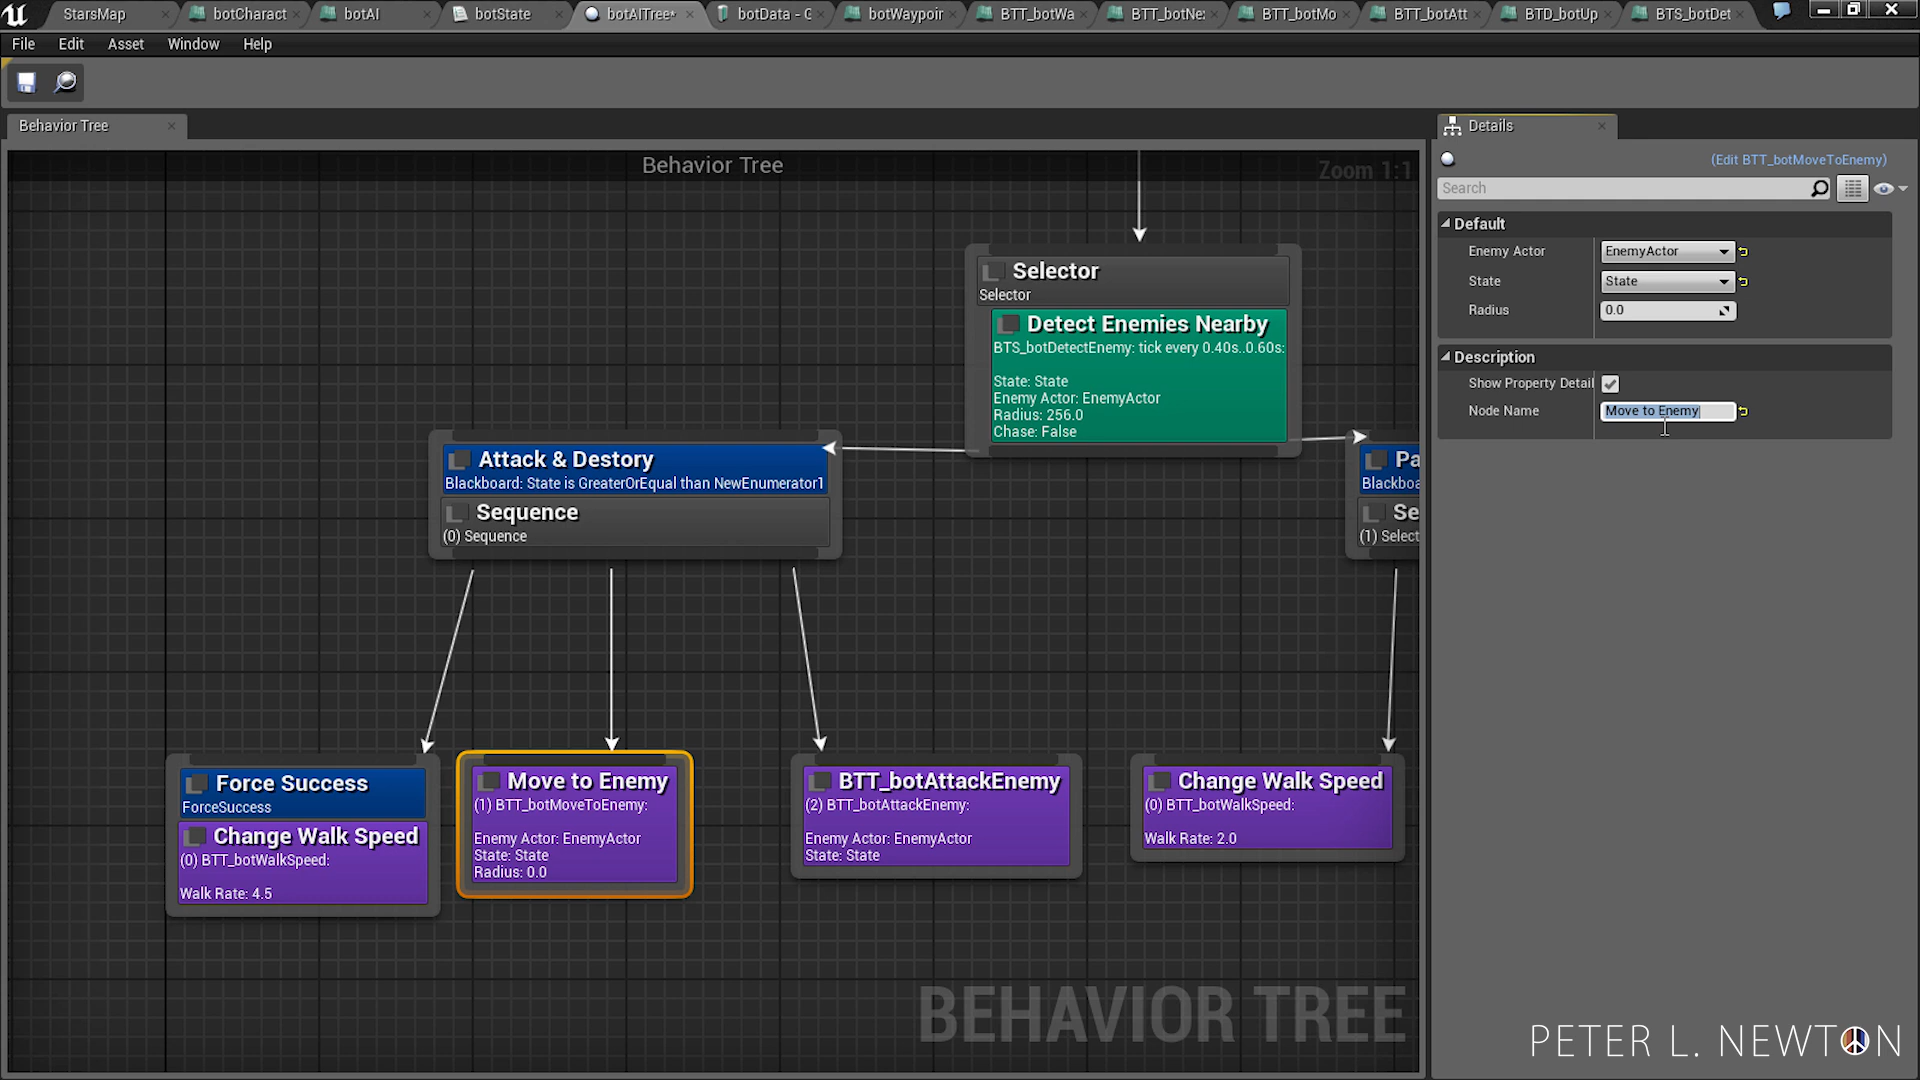 StarsMap
botCharact
botAI
botState
botAITree*
botData - C
botWaypoir
BTT_botWa
BTT_botNe:
BTT_botMo
BTT_botAtt
BTD_botUp
BTS_botDet
File Edit Asset Window Help
Behavior Tree
Details
Behavior Tree
Zoom 1:1
(Edit BTT_botMoveToEnemy)
Search
Default
Enemy Actor EnemyActor
State State
Radius 0.0
Description
Show Property Detail
Node Name Move to Enemy
Selector
Selector
Detect Enemies Nearby
BTS_botDetectEnemy: tick every 0.40s..0.60s:
State: State
Enemy Actor: EnemyActor
Radius: 256.0
Chase: False
Attack & Destory
Blackboard: State is GreaterOrEqual than NewEnumerator1
Sequence
(0) Sequence
Pa
Blackboa
Se
(1) Select
Force Success
ForceSuccess
Change Walk Speed
(0) BTT_botWalkSpeed:
Walk Rate: 4.5
Move to Enemy
(1) BTT_botMoveToEnemy:
Enemy Actor: EnemyActor
State: State
Radius: 0.0
BTT_botAttackEnemy
(2) BTT_botAttackEnemy:
Enemy Actor: EnemyActor
State: State
Change Walk Speed
(0) BTT_botWalkSpeed:
Walk Rate: 2.0
BEHAVIOR TREE
PETER L. NEWTON